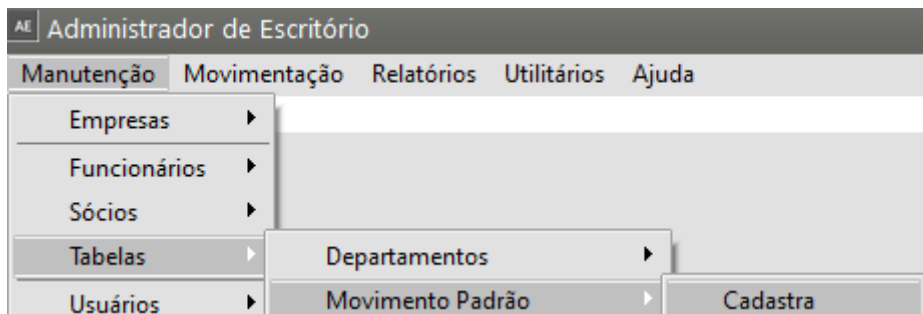 AE Administrador de Escritório
Manutenção Movimentação Relatórios Utilitários Ajuda
Empresas
Funcionários
Sócios
Tabelas Departamentos
Usuários Movimento Padrão Cadastra